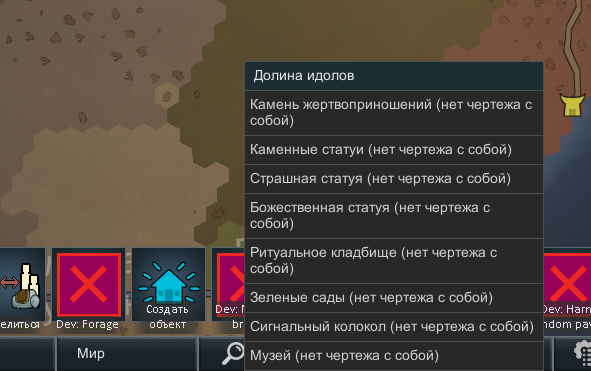 Долина идолов
Камень жертвоприношений (нет чертежа с
собой)
Каменные статуи (нет чертежа с собой)
Страшная статуя (нет чертежа с собой)
Божественная статуя (нет чертежа с
собой)
Ритуальное кладбище (нет чертежа с
собой)
Зеленые сады (нет чертежа с собой)
Сигнальный колокол (нет чертежа с собой)
Музей (нет чертежа с собой)
елиться
Dev: Forage
Создать
объект
Dev:
br
Dev: Harn
ndom pav
Мир